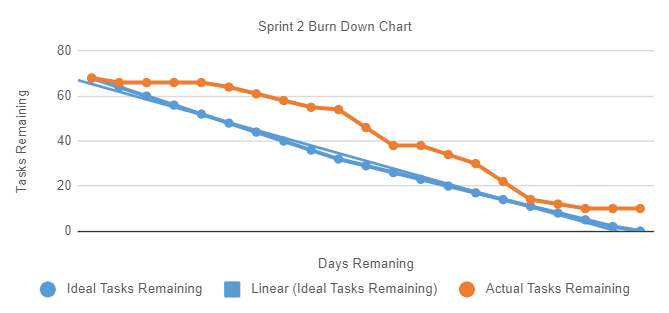 Sprint 2 Burn Down Chart
Tasks Remaining
80
60
40
20
0
Days Remaning
Ideal Tasks Remaining
Linear (Ideal Tasks Remaining)
Actual Tasks Remaining